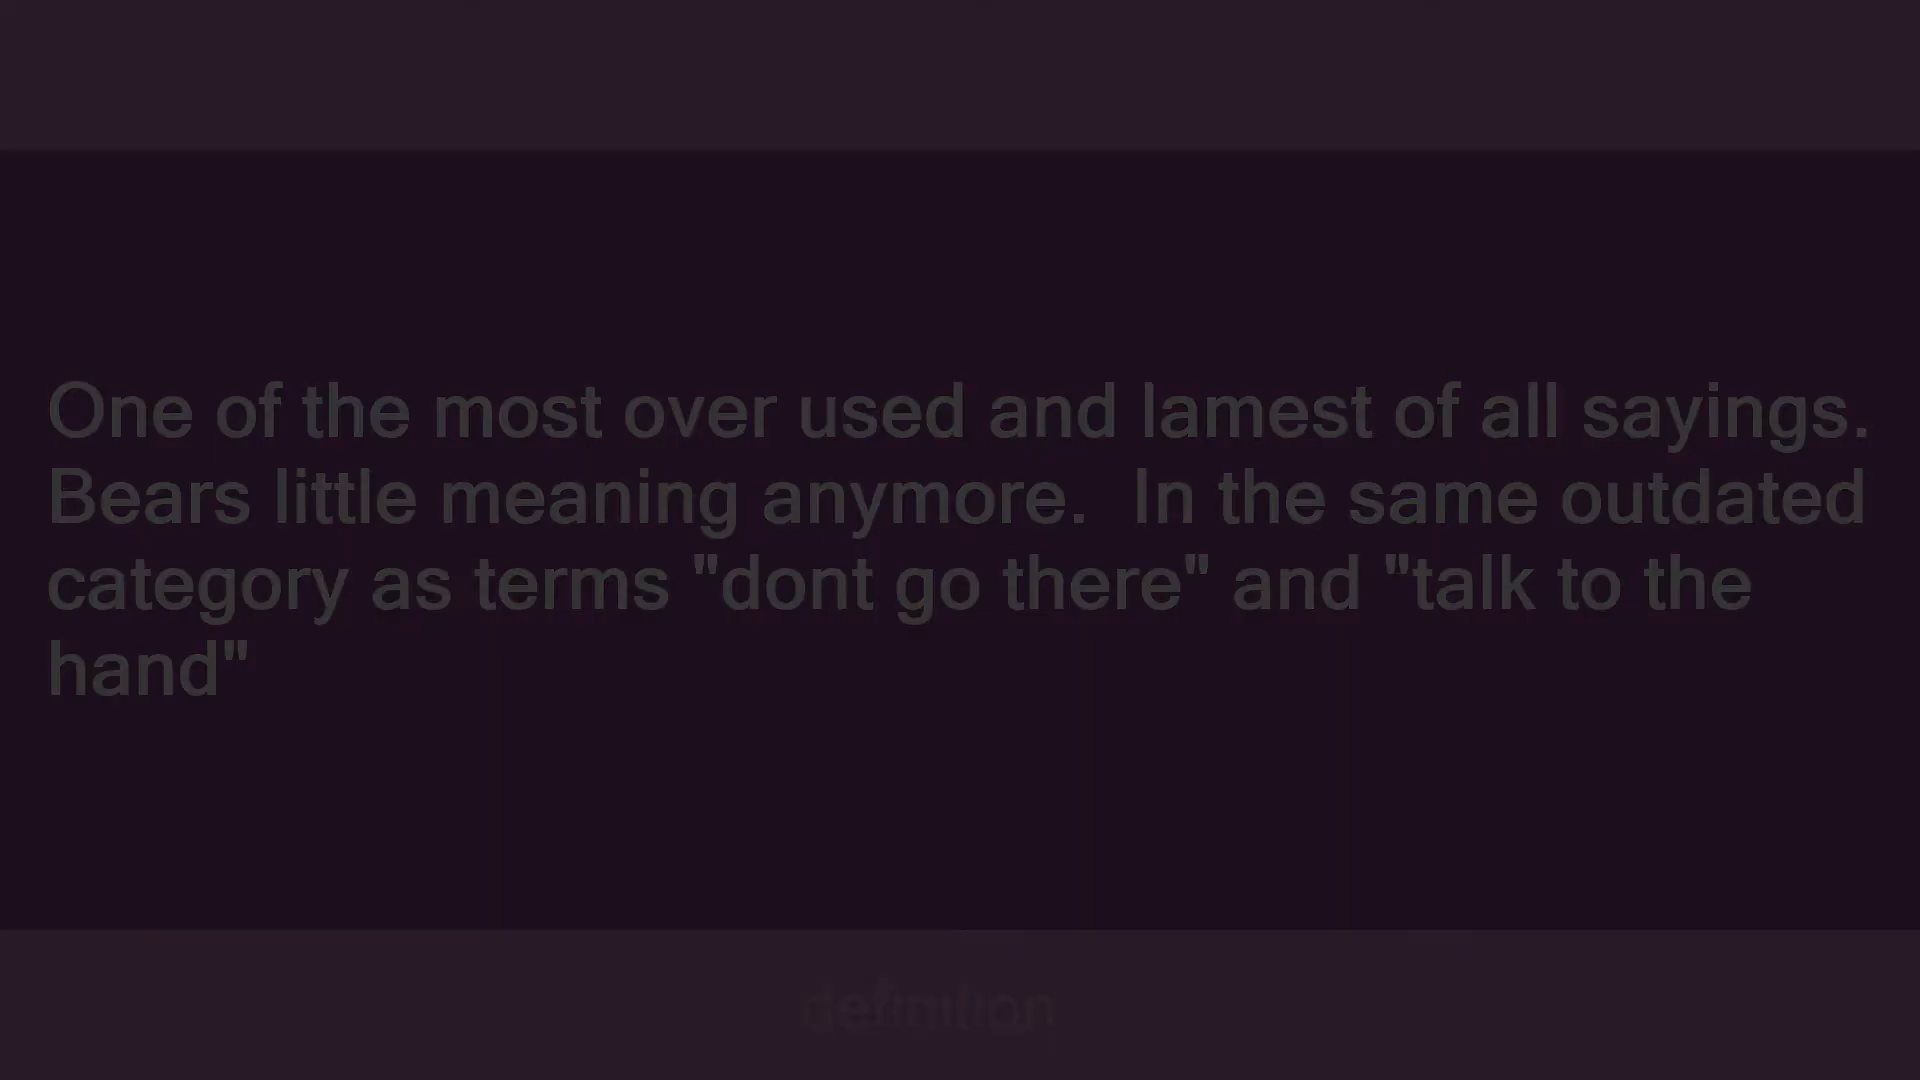 One of the most over used and lamest of all sayings.
Bears little meaning anymore.  In the same outdated
category as terms "dont go there" and "talk to the
hand"
definition